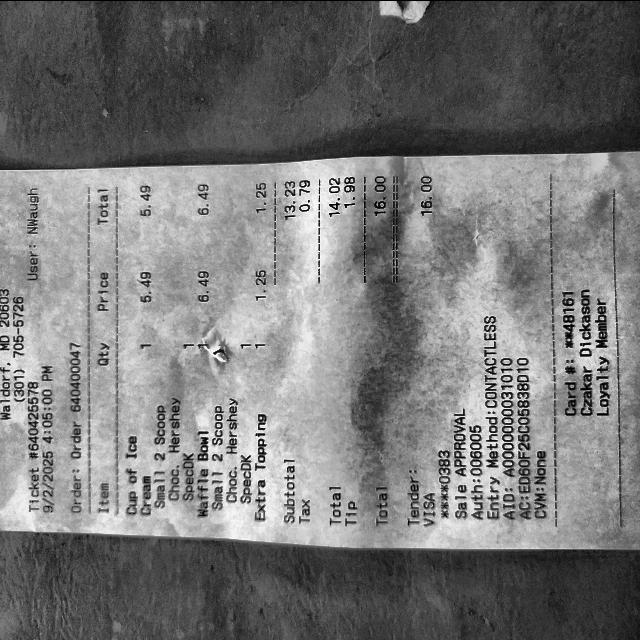 Waldorf, MD 20603
(301) 705-5726
Ticket #640425578
9/2/2025 4:05:00 PM User: NWaugh
Order: Order 640400047
Item Qty Price Total
Cup of Ice 1 5.49 5.49
Cream
Small 2 Scoop
Choc. Hershey
SpecDK
Waffle Bowl 1 6.49 6.49
Small 2 Scoop
Choc. Hershey
SpecDK 1
Extra Topping 1 1.25 1.25
Subtotal 13.23
Tax 0.79
Total 14.02
Tip 1.98
Total 16.00
Tender:
VISA 16.00
****0383
Sale APPROVAL
Auth:006005
Entry Method:CONTACTLESS
AID: A0000000031010
AC:ED60F25C05838D10
CVM:None
Card #: **48161
Czakar Dickason
Loyalty Member